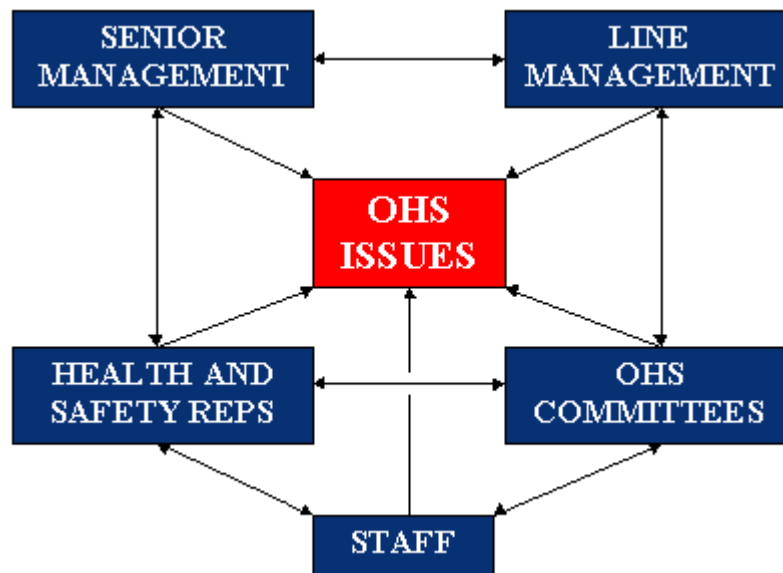 SENIOR
MANAGEMENT
LINE
MANAGEMENT
OHS
ISSUES
HEALTH AND
SAFETY REPS
OHS
COMMITTEES
STAFF